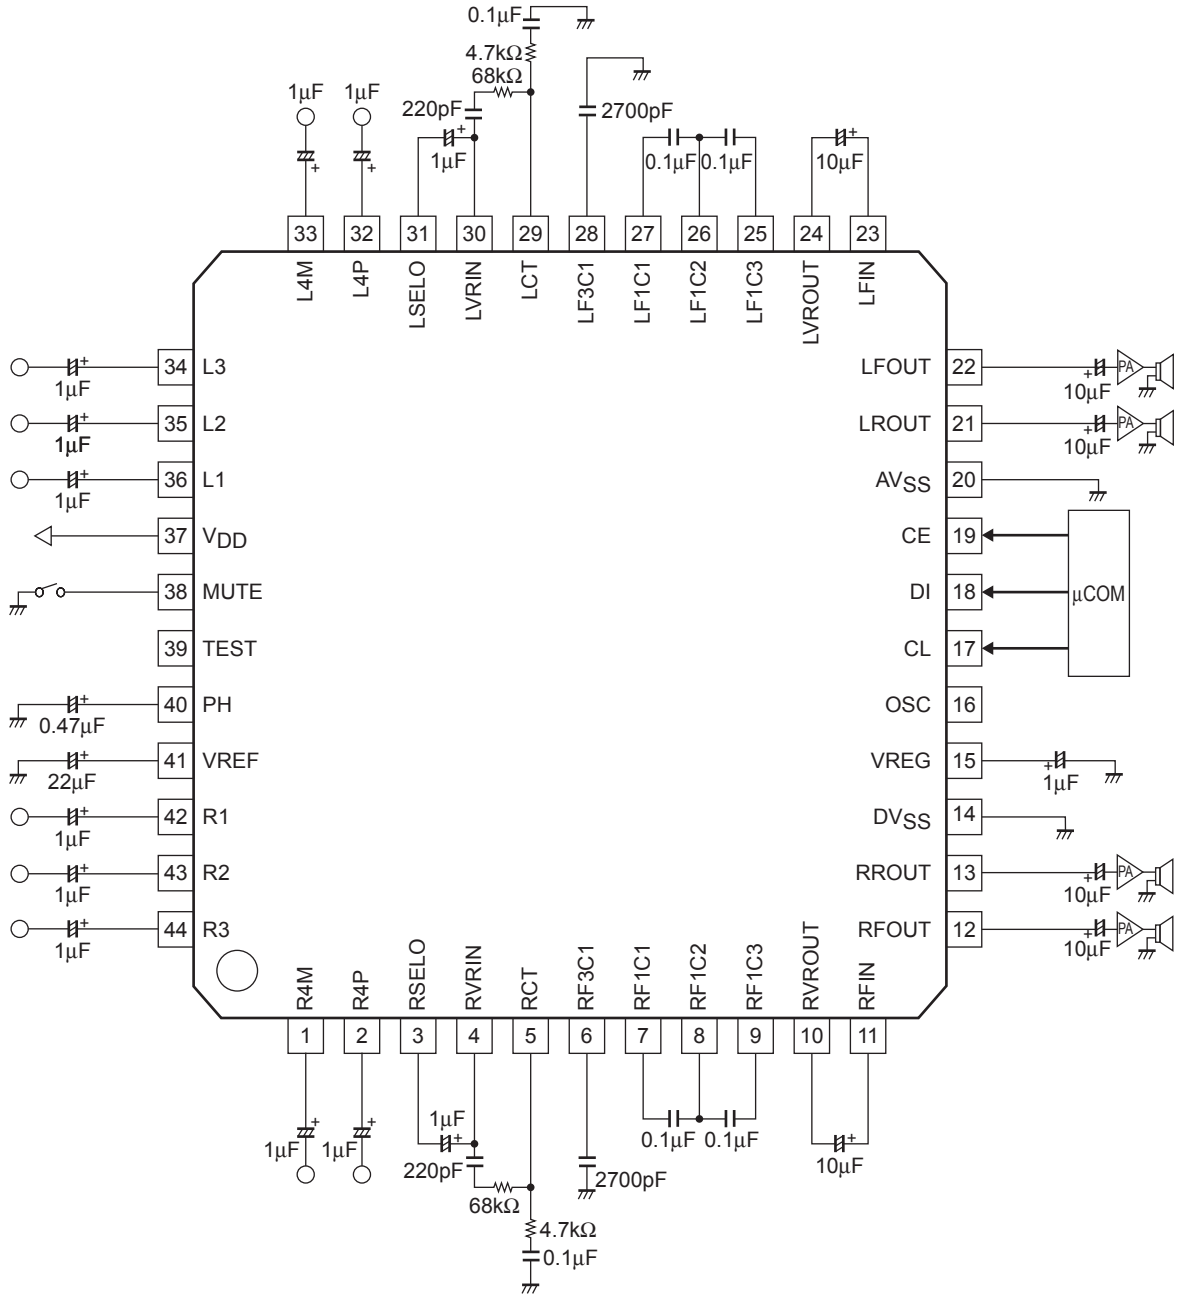 0.1μF
4.7kΩ
68kΩ
1μF 1μF
220pF
2700pF
1μF
0.1μF 0.1μF
10μF
33 32 31 30 29 28 27 26 25 24 23
L4M L4P LSELO LVRIN LCT LF3C1 LF1C1 LF1C2 LF1C3 LVROUT LFIN
+ 1μF 34 L3
LFOUT 22 + 10μF PA
+ 1μF 35 L2
LROUT 21 + 10μF PA
+ 1μF 36 L1
AVSS 20
37 VDD
CE 19
38 MUTE
DI 18
μCOM
39 TEST
CL 17
+ 0.47μF 40 PH
OSC 16
+ 22μF 41 VREF
VREG 15 + 1μF
+ 1μF 42 R1
DVSS 14
+ 1μF 43 R2
RROUT 13 + 10μF PA
+ 1μF 44 R3
RFOUT 12 + 10μF PA
R4M R4P RSELO RVRIN RCT RF3C1 RF1C1 RF1C2 RF1C3 RVROUT RFIN
1 2 3 4 5 6 7 8 9 10 11
1μF
1μF 1μF
0.1μF 0.1μF
10μF
220pF
2700pF
68kΩ
4.7kΩ
0.1μF